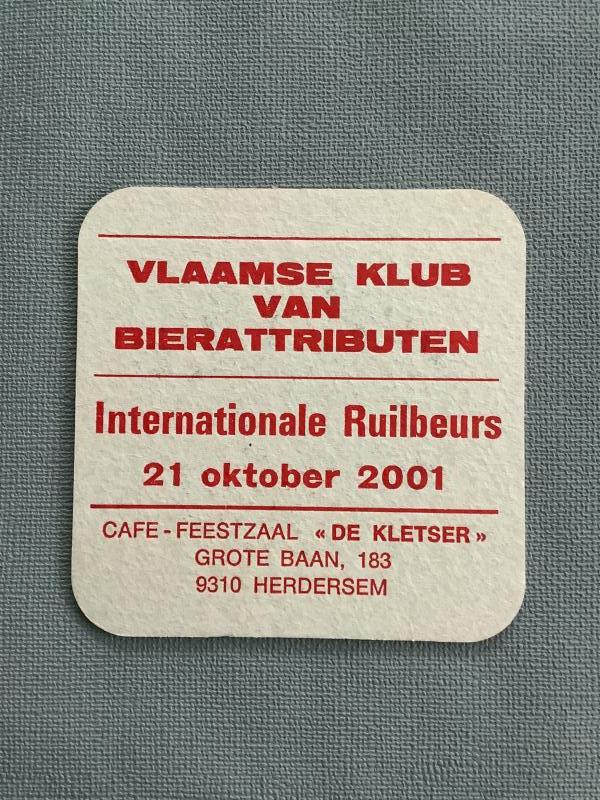 VLAAMSE KLUB
VAN
BIERATTRIBUTEN
Internationale Ruilbeurs
21 oktober 2001
CAFE - FEESTZAAL « DE KLETSER »
GROTE BAAN, 183
9310 HERDERSEM